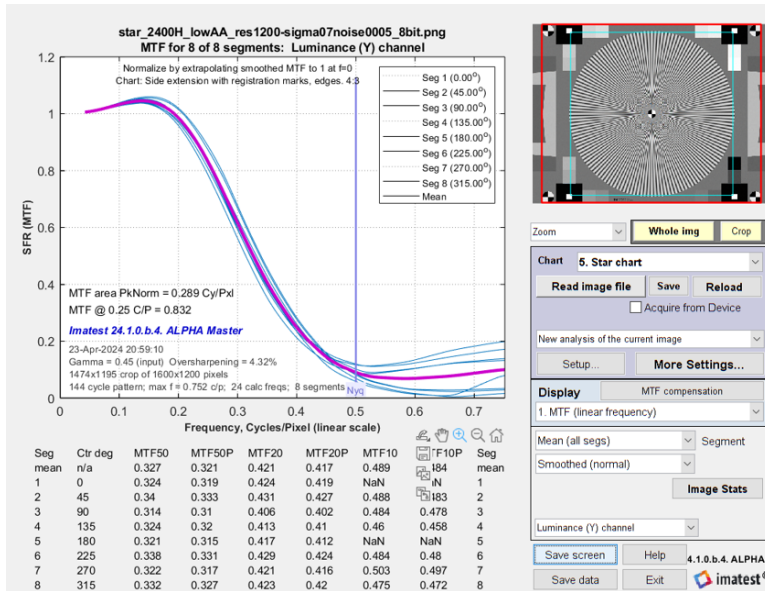 star_2400H_lowAA_res1200-sigma07noise0005_8bit.png
MTF for 8 of 8 segments: Luminance (Y) channel
Normalize by extrapolating smoothed MTF to 1 at f=0
Chart: Side extension with registration marks, edges. 4:3
Seg 1 (0.00°)
Seg 2 (45.00°)
Seg 3 (90.00°)
Seg 4 (135.00°)
Seg 5 (180.00°)
Seg 6 (225.00°)
Seg 7 (270.00°)
Seg 8 (315.00°)
Mean
1.2
1
0.8
0.6
0.4
0.2
0
SFR (MTF)
MTF area PkNorm = 0.289 Cy/Pxl
MTF @ 0.25 C/P = 0.832
Imatest 24.1.0.b.4. ALPHA Master
23-Apr-2024 20:59:10
Gamma = 0.45 (input) Oversharpening = 4.32%
1474x1195 crop of 1600x1200 pixels
144 cycle pattern; max f = 0.752 c/p; 24 calc freqs; 8 segments
Nyq
0 0.1 0.2 0.3 0.4 0.5 0.6 0.7
Frequency, Cycles/Pixel (linear scale)
Seg Ctr deg MTF50 MTF50P MTF20 MTF20P MTF10 TF10P Seg
mean n/a 0.327 0.321 0.421 0.417 0.489 484 mean
1 0 0.324 0.319 0.424 0.419 NaN N 1
2 45 0.34 0.333 0.431 0.427 0.488 483 2
3 90 0.314 0.31 0.406 0.402 0.484 0.478 3
4 135 0.324 0.32 0.413 0.41 0.46 0.458 4
5 180 0.321 0.315 0.417 0.412 NaN NaN 5
6 225 0.338 0.331 0.429 0.424 0.484 0.48 6
7 270 0.322 0.317 0.421 0.416 0.503 0.497 7
8 315 0.332 0.327 0.423 0.42 0.475 0.472 8
Zoom Whole img Crop
Chart 5. Star chart
Read image file Save Reload
Acquire from Device
New analysis of the current image
Setup... More Settings...
Display MTF compensation
1. MTF (linear frequency)
Mean (all segs) Segment
Smoothed (normal)
Image Stats
Luminance (Y) channel
Save screen Help 4.1.0.b.4. ALPHA
Save data Exit imatest®